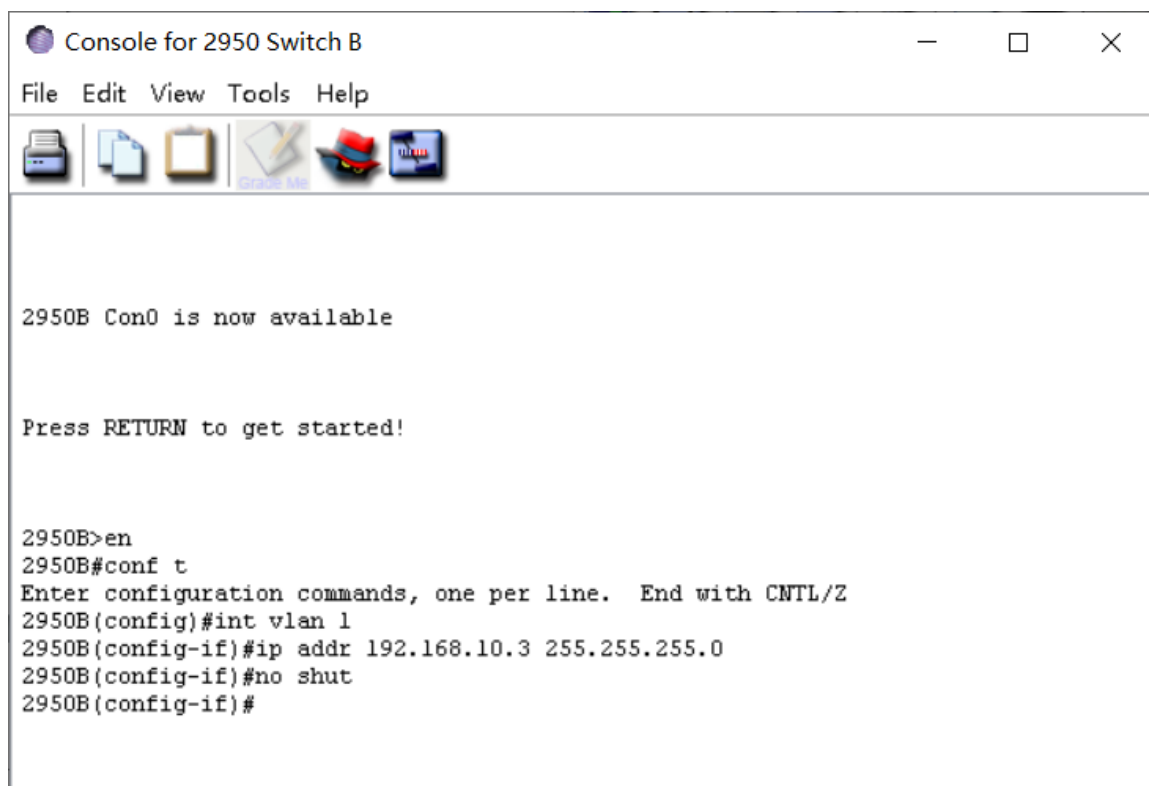 Console for 2950 Switch B
File Edit View Tools Help
Grade Me
2950B Con0 is now available
Press RETURN to get started!
2950B>en
2950B#conf t
Enter configuration commands, one per line.  End with CNTL/Z
2950B(config)#int vlan 1
2950B(config-if)#ip addr 192.168.10.3 255.255.255.0
2950B(config-if)#no shut
2950B(config-if)#